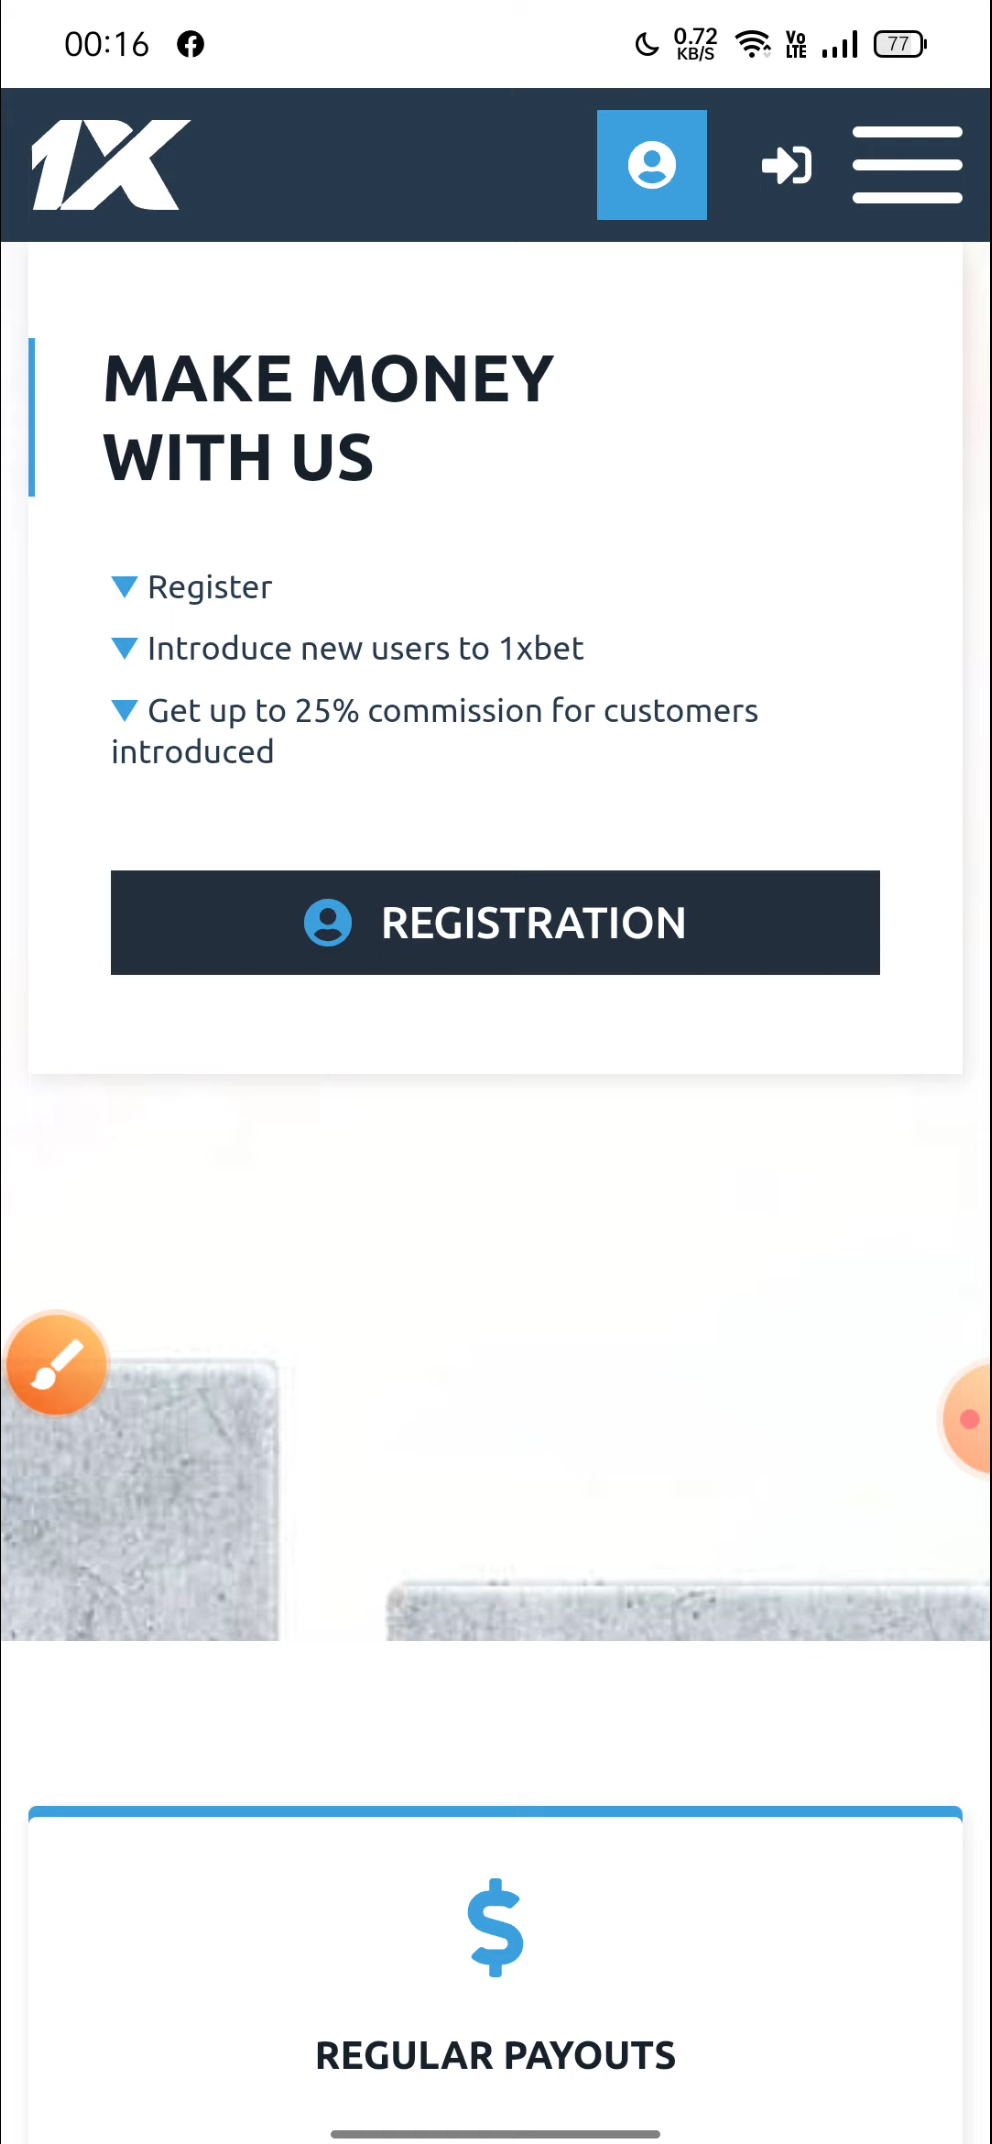 00:16
0.72
KB/S
Vo
LTE
77
1X
MAKE MONEY
WITH US
Register
Introduce new users to 1xbet
Get up to 25% commission for customers
introduced
REGISTRATION
$
REGULAR PAYOUTS